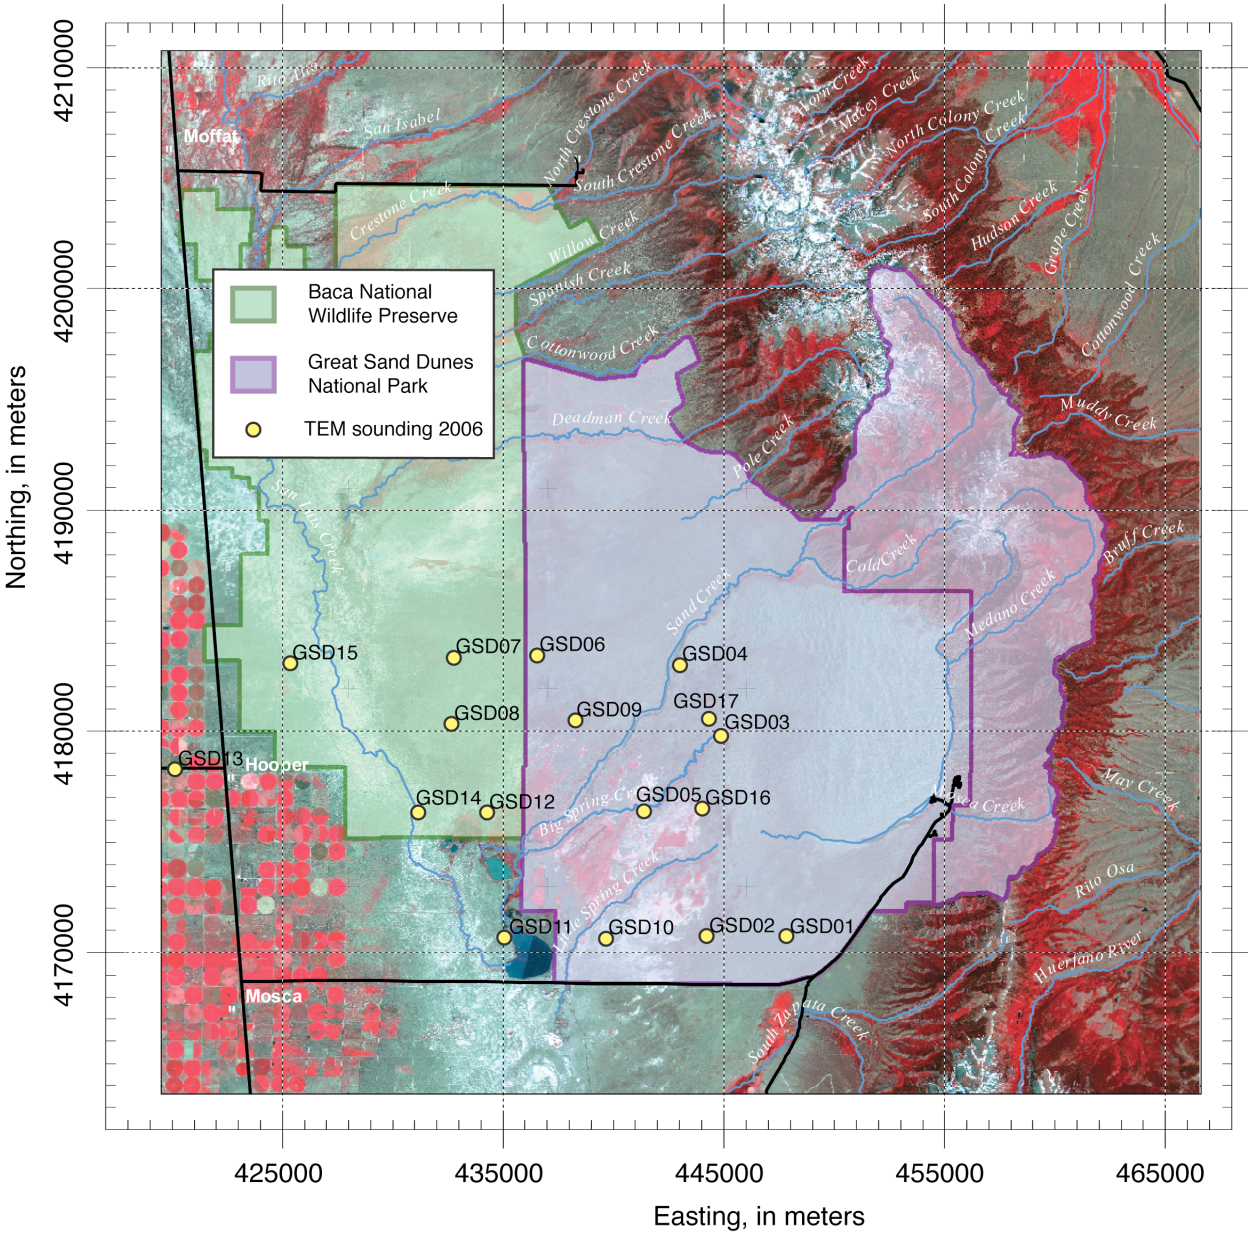 Rito Alto
San Isabel
North Crestone Creek
South Crestone Creek
Horn Creek
Macey Creek
North Colony Creek
South Colony Creek
Moffat
Crestone Creek
Willow Creek
Spanish Creek
Hudson Creek
Grape Creek
Cottonwood Creek
Baca National
Wildlife Preserve
Great Sand Dunes
National Park
TEM sounding 2006
Cottonwood Creek
Deadman Creek
Pole Creek
Muddy Creek
San Luis Creek
Sand Creek
Cold Creek
Medano Creek
Bruff Creek
GSD15
GSD07
GSD06
GSD04
GSD08
GSD09
GSD17
GSD03
GSD13
Hooper
GSD14
GSD12
Big Spring Creek
GSD05
GSD16
Mosca Creek
May Creek
Spring Creek
Rito Osa
GSD11
GSD10
GSD02
GSD01
Huerfano River
Mosca
South Zapata Creek
4210000
4200000
4190000
4180000
4170000
Northing, in meters
425000
435000
445000
455000
465000
Easting, in meters